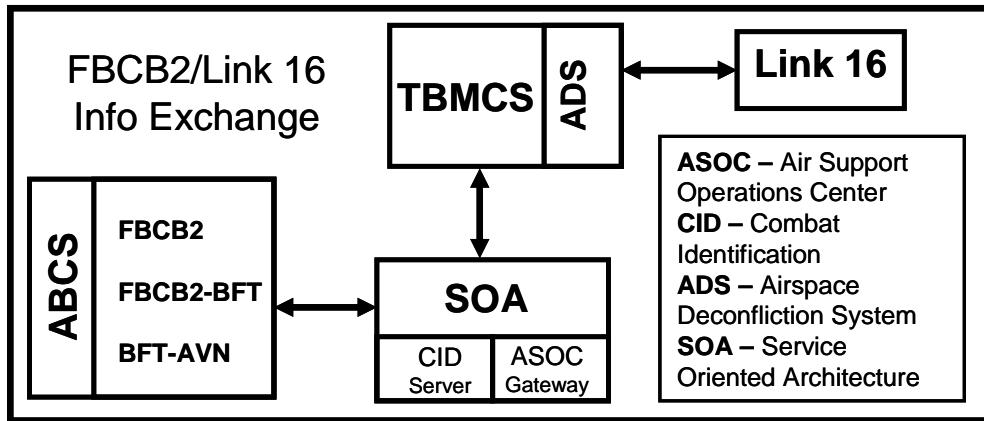 FBCB2/Link 16
Info Exchange
TBMCS
ADS
Link 16
ABCS
FBCB2
FBCB2-BFT
BFT-AVN
SOA
CID
Server
ASOC
Gateway
ASOC – Air Support
Operations Center
CID – Combat
Identification
ADS – Airspace
Deconfliction System
SOA – Service
Oriented Architecture